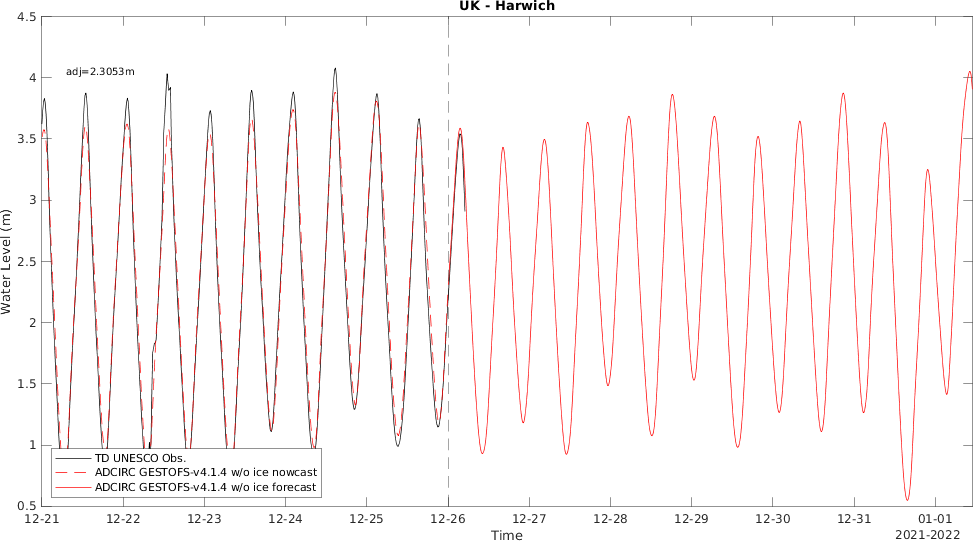 UK - Harwich
4.5
4
3.5
3
2.5
2
1.5
1
0.5
Water Level (m)
adj=2.3053m
TD UNESCO Obs.
ADCIRC GESTOFS-v4.1.4 w/o ice nowcast
ADCIRC GESTOFS-v4.1.4 w/o ice forecast
12-21 12-22 12-23 12-24 12-25 12-26 12-27 12-28 12-29 12-30 12-31 01-01
Time
2021-2022